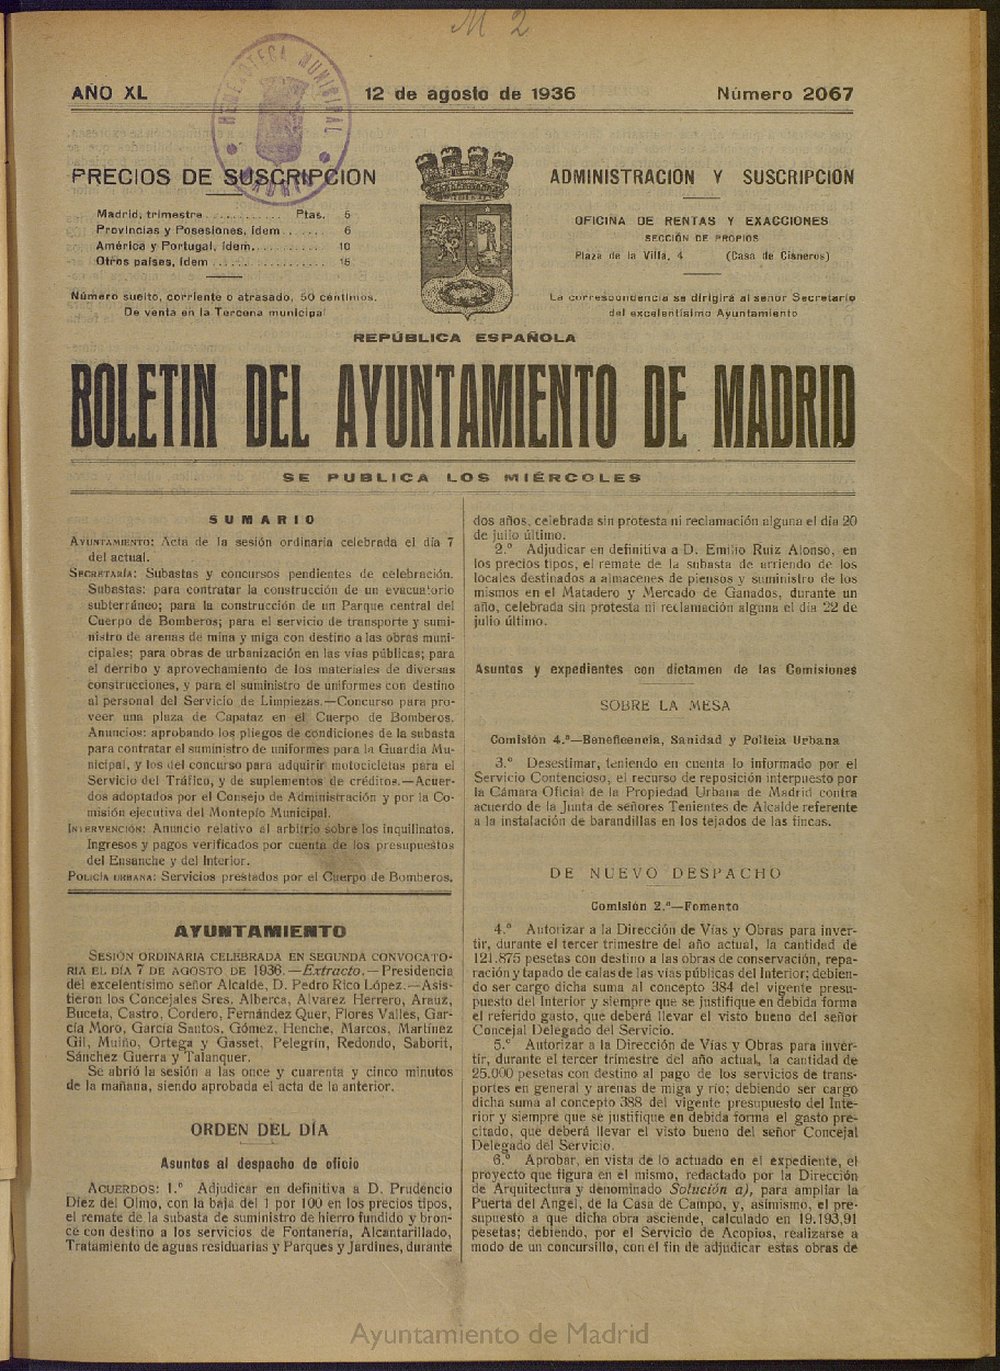 M 2
HEMEROTECA MUNICIPAL
MADRID
AÑO XL
12 de agosto de 1936
Número 2067
PRECIOS DE SUSCRIPCION
Madrid, trimestre . . . . . . . . . . . . Ptas. 5
Provincias y Posesiones, ídem . . . . . . 6
América y Portugal, ídem. . . . . . . . . . 10
Otros países, ídem . . . . . . . . . . . . . . . . . 15
Número suelto, corriente o atrasado, 50 céntimos.
De venta en la Tercena municipal
ADMINISTRACION Y SUSCRIPCION
OFICINA DE RENTAS Y EXACCIONES
SECCIÓN DE PROPIOS
Plaza de la Villa, 4 (Casa de Cisneros)
La correspondencia se dirigirá al señor Secretario
del excelentísimo Ayuntamiento
REPÚBLICA ESPAÑOLA
BOLETIN DEL AYUNTAMIENTO DE MADRID
SE PUBLICA LOS MIÉRCOLES
SUMARIO
AYUNTAMIENTO: Acta de la sesión ordinaria celebrada el día 7
del actual.
SECRETARÍA: Subastas y concursos pendientes de celebración.
Subastas: para contratar la construcción de un evacuatorio
subterráneo; para la construcción de un Parque central del
Cuerpo de Bomberos; para el servicio de transporte y sumi-
nistro de arenas de mina y miga con destino a las obras muni-
cipales; para obras de urbanización en las vías públicas; para
el derribo y aprovechamiento de los materiales de diversas
construcciones, y para el suministro de uniformes con destino
al personal del Servicio de Limpiezas.—Concurso para pro-
veer una plaza de Capataz en el Cuerpo de Bomberos.
Anuncios: aprobando los pliegos de condiciones de la subasta
para contratar el suministro de uniformes para la Guardia Mu-
nicipal, y los del concurso para adquirir motocicletas para el
Servicio del Tráfico, y de suplementos de créditos.—Acuer-
dos adoptados por el Consejo de Administración y por la Co-
misión ejecutiva del Montepío Municipal.
INTERVENCIÓN: Anuncio relativo al arbitrio sobre los inquilinatos.
Ingresos y pagos verificados por cuenta de los presupuestos
del Ensanche y del Interior.
POLICÍA URBANA: Servicios prestados por el Cuerpo de Bomberos.
AYUNTAMIENTO
SESIÓN ORDINARIA CELEBRADA EN SEGUNDA CONVOCATO-
RIA EL DÍA 7 DE AGOSTO DE 1936.—Extracto.—Presidencia
del excelentísimo señor Alcalde, D. Pedro Rico López.—Asis-
tieron los Concejales Sres. Alberca, Alvarez Herrero, Arauz,
Buceta, Castro, Cordero, Fernández Quer, Flores Valles, Gar-
cía Moro, García Santos, Gómez, Henche, Marcos, Martínez
Gil, Muiño, Ortega y Gasset, Pelegrín, Redondo, Saborit,
Sánchez Guerra y Talanquer.
Se abrió la sesión a las once y cuarenta y cinco minutos
de la mañana, siendo aprobada el acta de la anterior.
ORDEN DEL DÍA
Asuntos al despacho de oficio
ACUERDOS: 1.º Adjudicar en definitiva a D. Prudencio
Díez del Olmo, con la baja del 1 por 100 en los precios tipos,
el remate de la subasta de suministro de hierro fundido y bron-
ce con destino a los servicios de Fontanería, Alcantarillado,
Tratamiento de aguas residuarias y Parques y Jardines, durante
dos años, celebrada sin protesta ni reclamación alguna el día 20
de julio último.
2.º Adjudicar en definitiva a D. Emilio Ruiz Alonso, en
los precios tipos, el remate de la subasta de arriendo de los
locales destinados a almacenes de piensos y suministro de los
mismos en el Matadero y Mercado de Ganados, durante un
año, celebrada sin protesta ni reclamación alguna el día 22 de
julio último.
Asuntos y expedientes con dictamen de las Comisiones
SOBRE LA MESA
Comisión 4.ª—Beneficencia, Sanidad y Policía Urbana
3.º Desestimar, teniendo en cuenta lo informado por el
Servicio Contencioso, el recurso de reposición interpuesto por
la Cámara Oficial de la Propiedad Urbana de Madrid contra
acuerdo de la Junta de señores Tenientes de Alcalde referente
a la instalación de barandillas en los tejados de las fincas.
DE NUEVO DESPACHO
Comisión 2.ª—Fomento
4.º Autorizar a la Dirección de Vías y Obras para inver-
tir, durante el tercer trimestre del año actual, la cantidad de
121.875 pesetas con destino a las obras de conservación, repa-
ración y tapado de calas de las vías públicas del Interior; debien-
do ser cargo dicha suma al concepto 384 del vigente presu-
puesto del Interior y siempre que se justifique en debida forma
el referido gasto, que deberá llevar el visto bueno del señor
Concejal Delegado del Servicio.
5.º Autorizar a la Dirección de Vías y Obras para inver-
tir, durante el tercer trimestre del año actual, la cantidad de
25.000 pesetas con destino al pago de los servicios de trans-
portes en general y arenas de miga y río; debiendo ser cargo
dicha suma al concepto 388 del vigente presupuesto del Inte-
rior y siempre que se justifique en debida forma el gasto pre-
citado, que deberá llevar el visto bueno del señor Concejal
Delegado del Servicio.
6.º Aprobar, en vista de lo actuado en el expediente, el
proyecto que figura en el mismo, redactado por la Dirección
de Arquitectura y denominado Solución a), para ampliar la
Puerta del Angel, de la Casa de Campo, y, asimismo, el pre-
supuesto a que dicha obra asciende, calculado en 19.193,91
pesetas; debiendo, por el Servicio de Acopios, realizarse a
modo de un concursillo, con el fin de adjudicar estas obras de
Ayuntamiento de Madrid